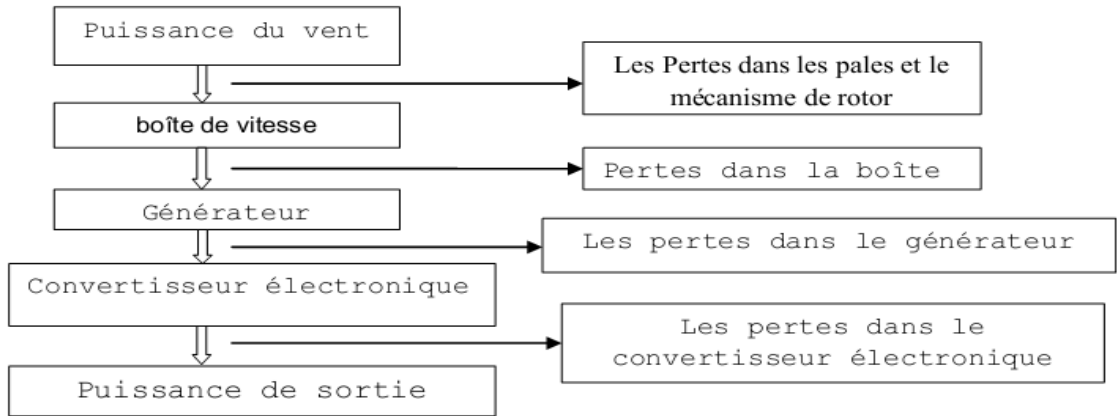 Puissance du vent
Les Pertes dans les pales et le
mécanisme de rotor
boîte de vitesse
Pertes dans la boîte
Générateur
Les pertes dans le générateur
Convertisseur électronique
Les pertes dans le
convertisseur électronique
Puissance de sortie